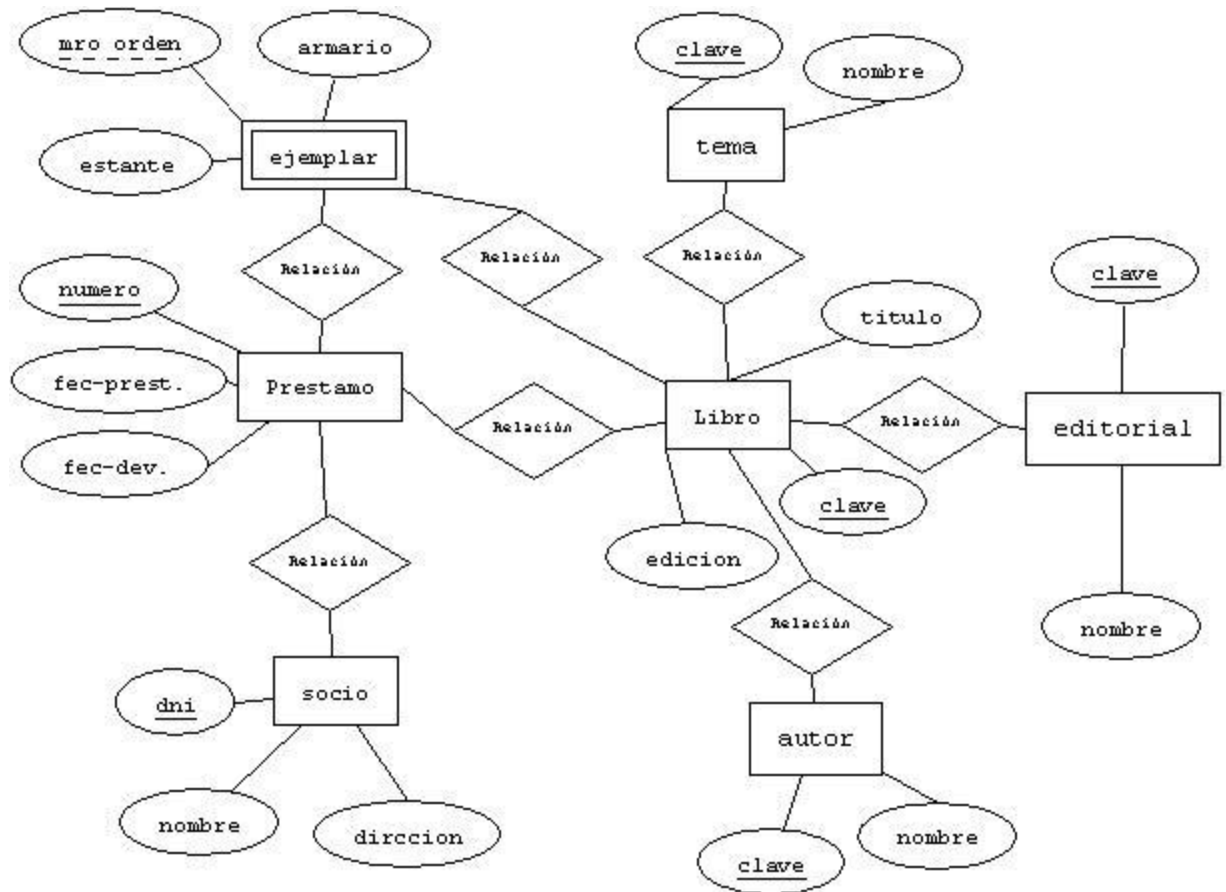 mro orden
armario
clave
nombre
estante
ejemplar
tema
Relación
Relación
Relación
numero
clave
titulo
fec-prest.
Prestamo
Relación
Libro
Relación
editorial
fec-dev.
clave
edicion
Relación
Relación
nombre
dni
socio
autor
nombre
dirccion
nombre
clave